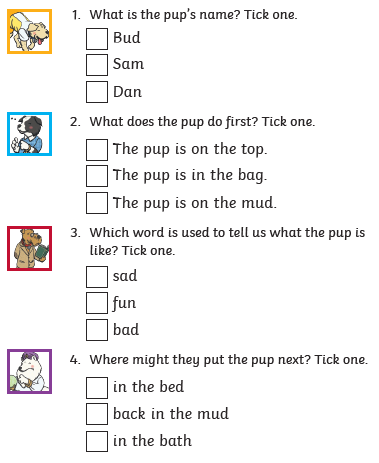 1. What is the pup's name? Tick one.
Bud
Sam
Dan
2. What does the pup do first? Tick one.
The pup is on the top.
The pup is in the bag.
The pup is on the mud.
3. Which word is used to tell us what the pup is
like? Tick one.
sad
fun
bad
4. Where might they put the pup next? Tick one.
in the bed
back in the mud
in the bath